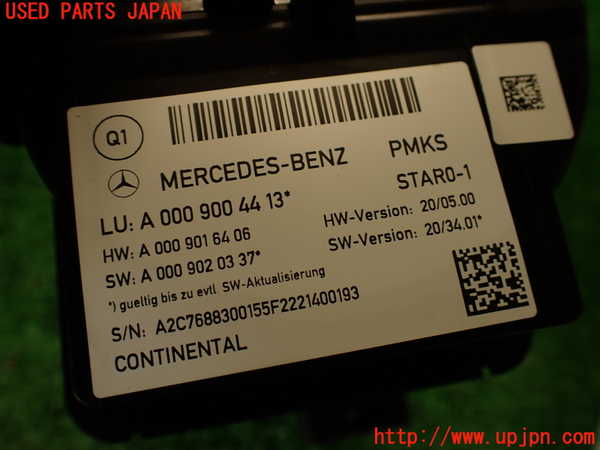 USED PARTS JAPAN
Q1
MERCEDES-BENZ PMKS
STAR0-1
LU: A 000 900 44 13*
HW: A 000 901 64 06
HW-Version: 20/05.00
SW: A 000 902 03 37*
SW-Version: 20/34.01*
*) gueltig bis zu evtl. SW-Aktualisierung
S/N: A2C7688300155F2221400193
CONTINENTAL
http://www.upjpn.com/